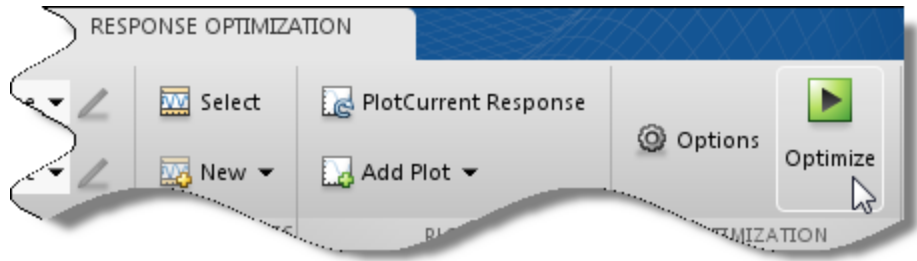 RESPONSE OPTIMIZATION
Select
PlotCurrent Response
New
Add Plot
Options
Optimize